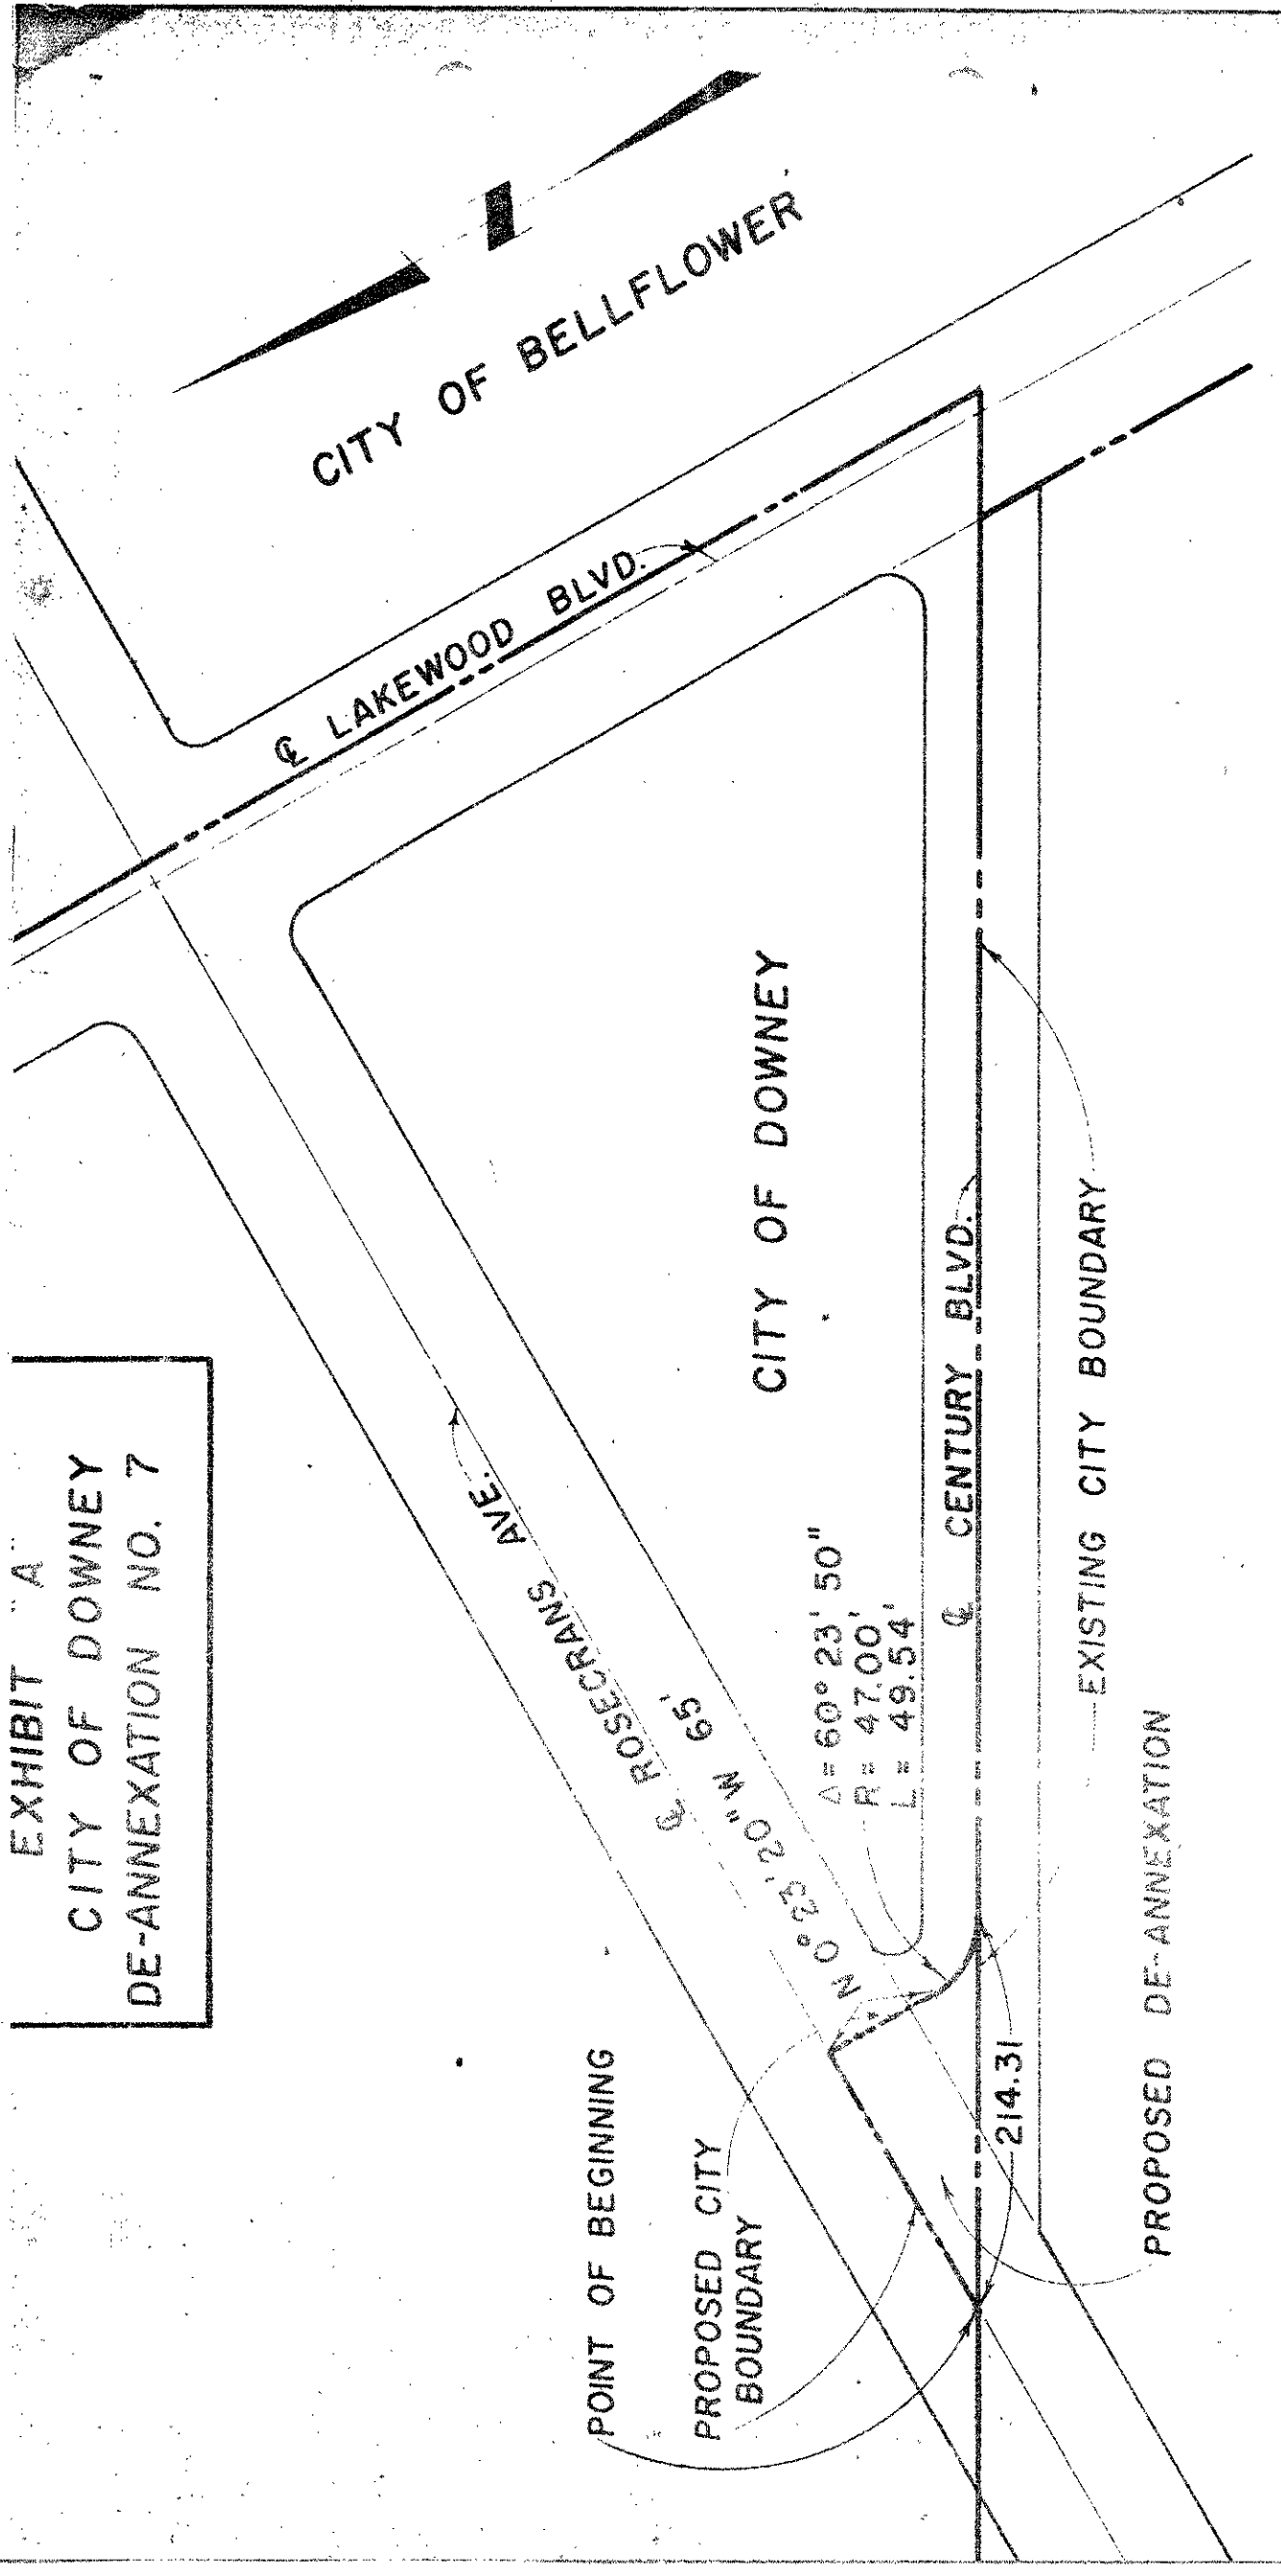 EXHIBIT "A"
CITY OF DOWNEY
DE-ANNEXATION NO. 7
CITY OF BELLFLOWER
℄ LAKEWOOD BLVD.
℄ ROSECRANS AVE.
N 0° 23' 20" W 65'
CITY OF DOWNEY
Δ = 60° 23' 50"
R = 47.00'
L = 49.54'
℄ CENTURY BLVD.
EXISTING CITY BOUNDARY
POINT OF BEGINNING
PROPOSED CITY
BOUNDARY
214.31
PROPOSED DE-ANNEXATION